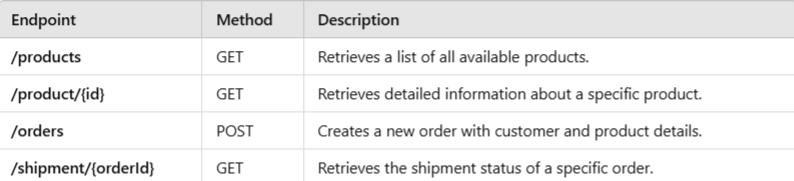 Endpoint Method Description
/products GET Retrieves a list of all available products.
/product/{id} GET Retrieves detailed information about a specific product.
/orders POST Creates a new order with customer and product details.
/shipment/{orderId} GET Retrieves the shipment status of a specific order.